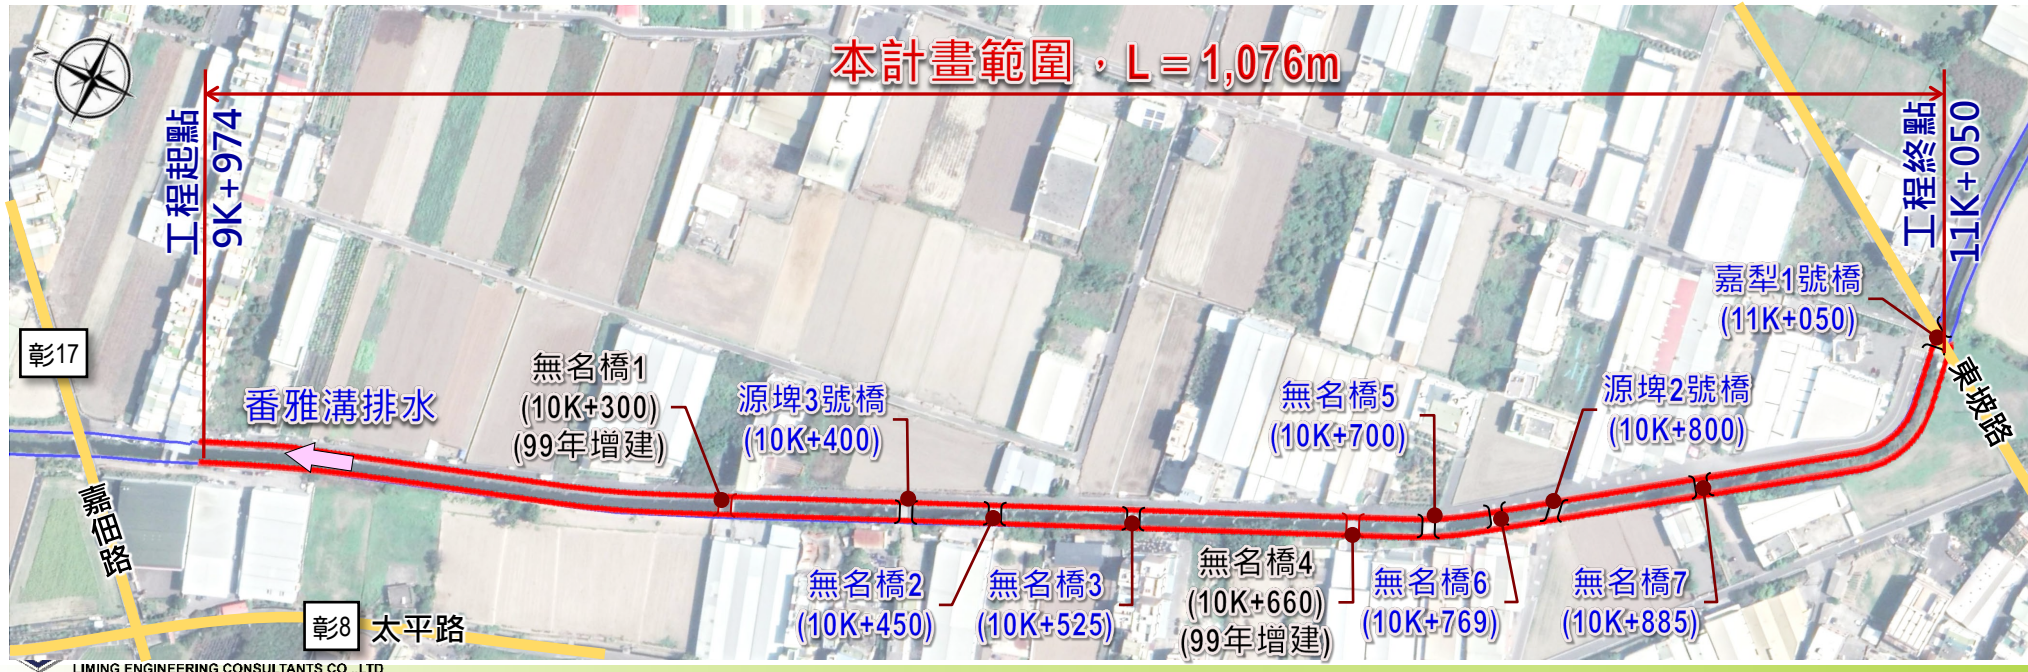 N
本計畫範圍，L＝1,076m
工程起點
9K+974
工程終點
11K+050
嘉犁1號橋
(11K+050)
彰17
番雅溝排水
無名橋1
(10K+300)
(99年增建)
源埤3號橋
(10K+400)
無名橋5
(10K+700)
源埤2號橋
(10K+800)
東坡路
嘉佃路
無名橋2
(10K+450)
無名橋3
(10K+525)
無名橋4
(10K+660)
(99年增建)
無名橋6
(10K+769)
無名橋7
(10K+885)
彰8 太平路
LIMING ENGINEERING CONSULTANTS CO., LTD